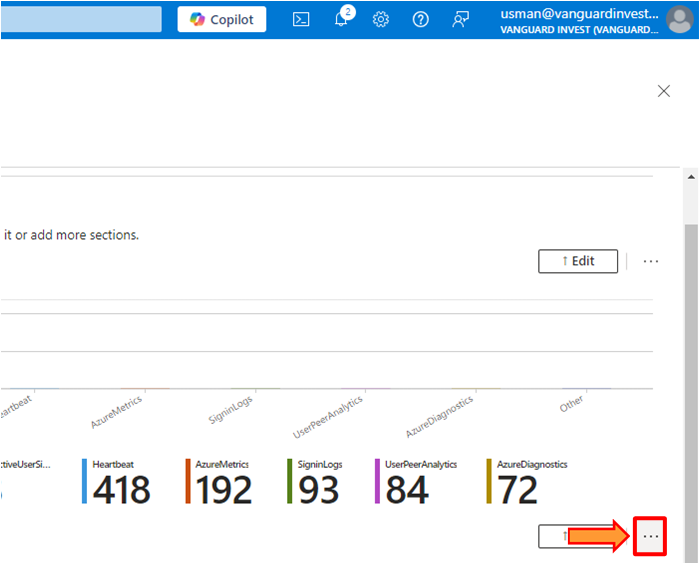 Copilot
2
usman@vanguardinvest...
VANGUARD INVEST (VANGUARD...
it or add more sections.
↑ Edit
...
AzureMetrics
SigninLogs
UserPeerAnalytics
AzureDiagnostics
Other
Heartbeat
AzureMetrics
SigninLogs
UserPeerAnalytics
AzureDiagnostics
418
192
93
84
72
↑
...